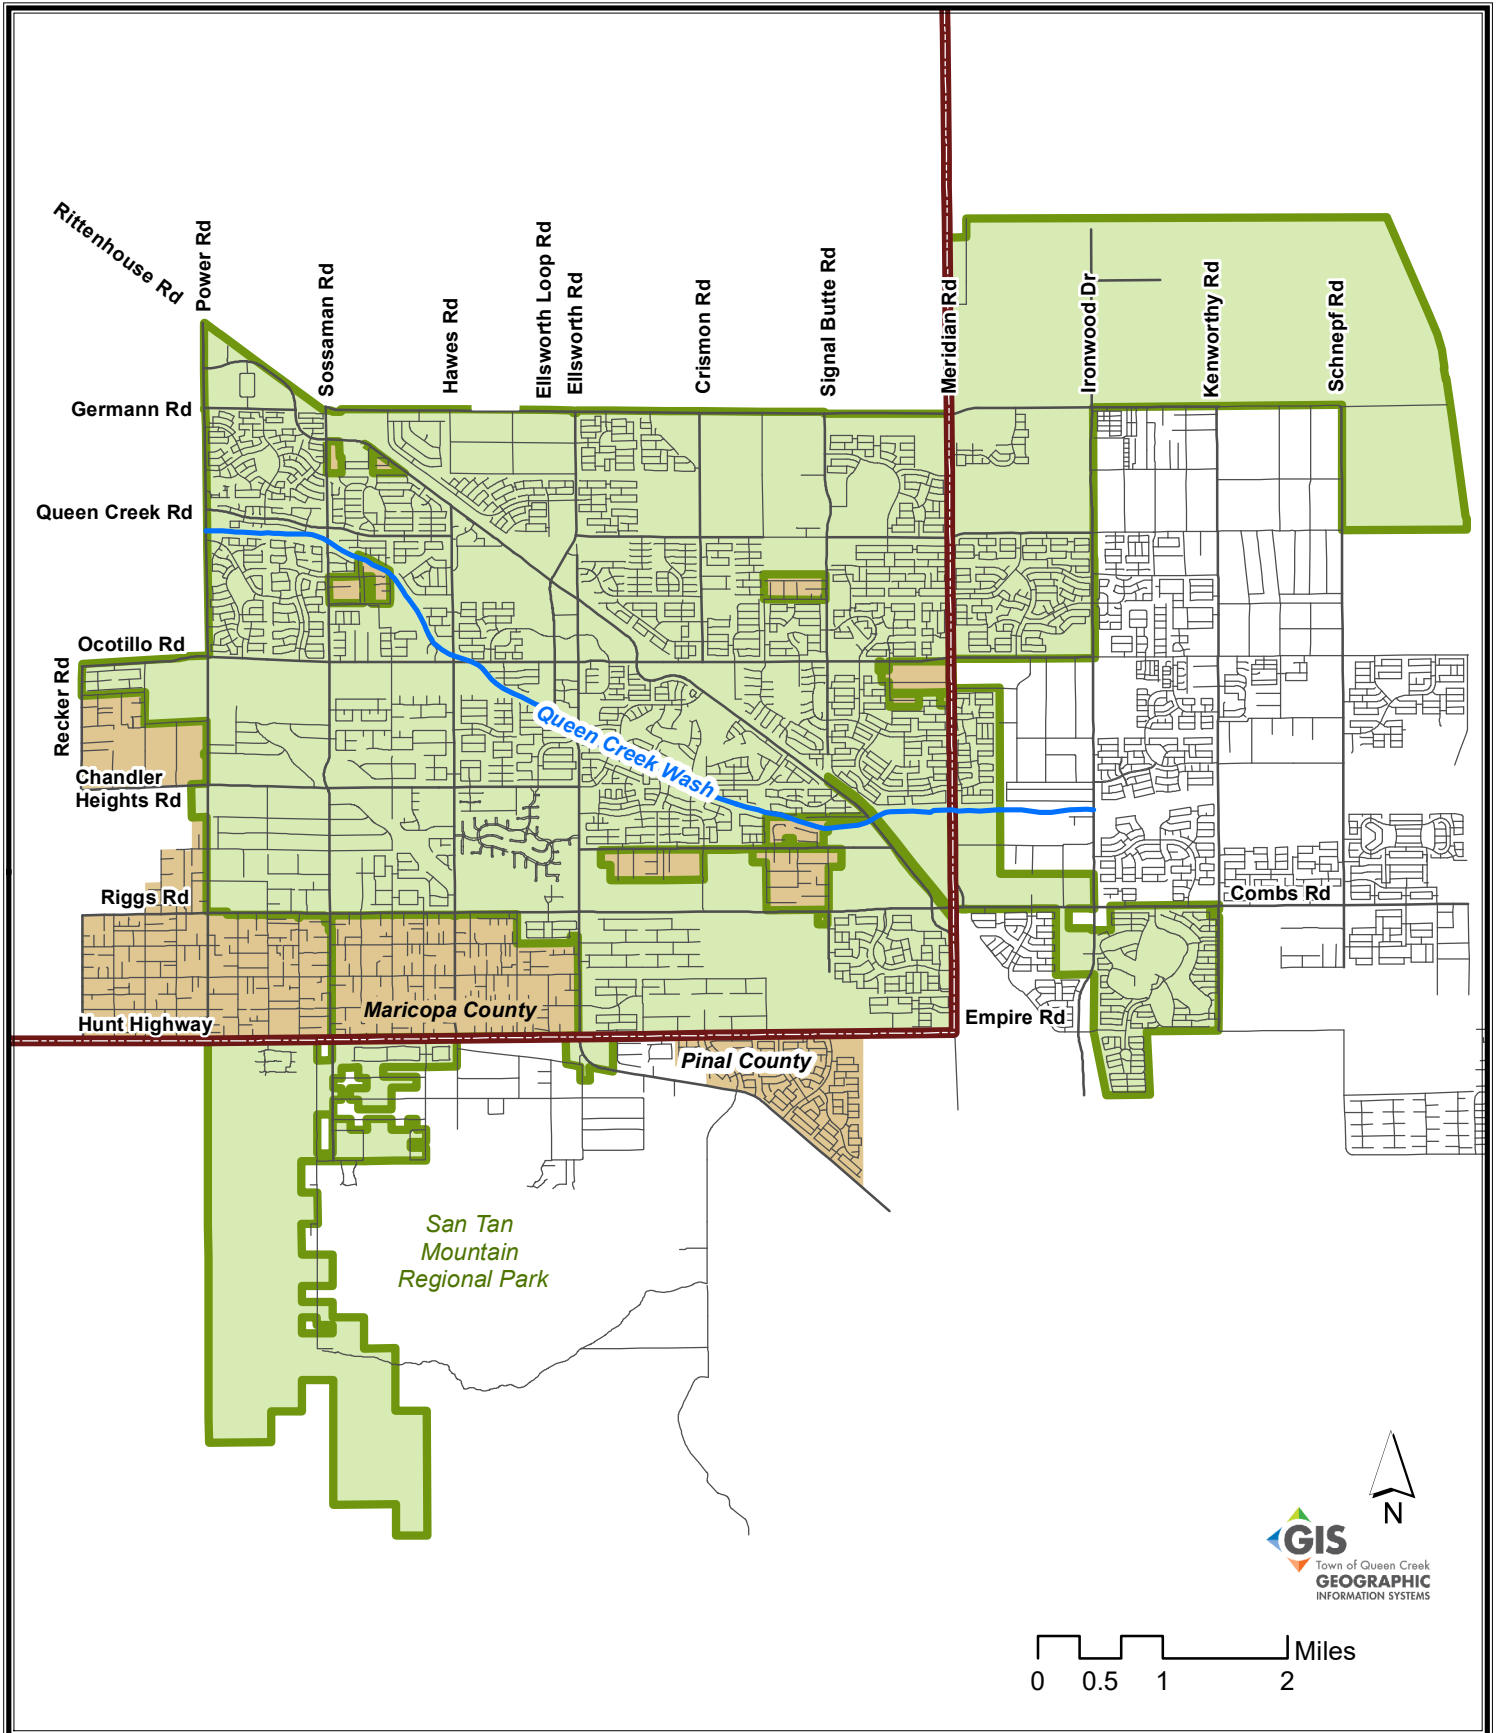 Rittenhouse Rd
Power Rd
Sossaman Rd
Hawes Rd
Ellsworth Loop Rd
Ellsworth Rd
Crismon Rd
Signal Butte Rd
Meridian Rd
Ironwood Dr
Kenworthy Rd
Schnepf Rd
Germann Rd
Queen Creek Rd
Ocotillo Rd
Recker Rd
Queen Creek Wash
Chandler
Heights Rd
Riggs Rd
Combs Rd
Maricopa County
Hunt Highway
Empire Rd
Pinal County
San Tan
Mountain
Regional Park
N
GIS
Town of Queen Creek
GEOGRAPHIC
INFORMATION SYSTEMS
Miles
0 0.5 1 2